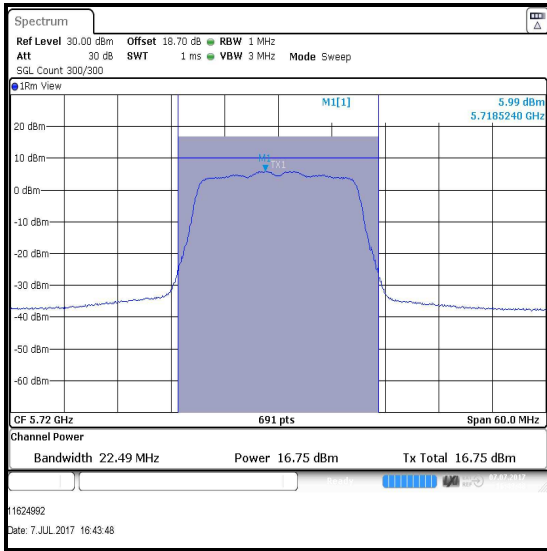 Spectrum
Ref Level 30.00 dBm Offset 18.70 dB RBW 1 MHz
Att 30 dB SWT 1 ms VBW 3 MHz Mode Sweep
SGL Count 300/300
1Rm View
M1[1] 5.99 dBm
5.7185240 GHz
20 dBm
10 dBm
M1
TX1
0 dBm
-10 dBm
-20 dBm
-30 dBm
-40 dBm
-50 dBm
-60 dBm
CF 5.72 GHz 691 pts Span 60.0 MHz
Channel Power
Bandwidth 22.49 MHz Power 16.75 dBm Tx Total 16.75 dBm
Ready 07.07.2017
11624992
Date: 7.JUL.2017 16:43:48